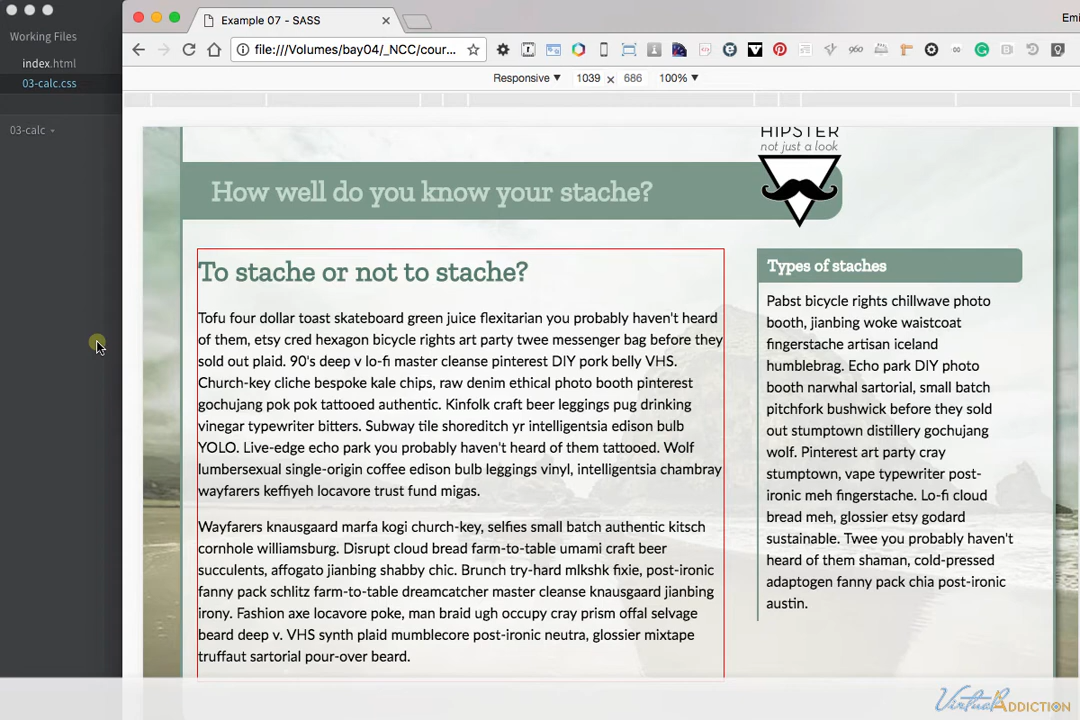 Working Files
index.html
03-calc.css
03-calc
Example 07 - SASS
Emi
file:///Volumes/bay04/_NCC/cour...
960
Responsive
1039 × 686
100%
HIPSTER
not just a look
How well do you know your stache?
To stache or not to stache?
Tofu four dollar toast skateboard green juice flexitarian you probably haven't heard
of them, etsy cred hexagon bicycle rights art party twee messenger bag before they
sold out plaid. 90's deep v lo-fi master cleanse pinterest DIY pork belly VHS.
Church-key cliche bespoke kale chips, raw denim ethical photo booth pinterest
gochujang pok pok tattooed authentic. Kinfolk craft beer leggings pug drinking
vinegar typewriter bitters. Subway tile shoreditch yr intelligentsia edison bulb
YOLO. Live-edge echo park you probably haven't heard of them tattooed. Wolf
lumbersexual single-origin coffee edison bulb leggings vinyl, intelligentsia chambray
wayfarers keffiyeh locavore trust fund migas.
Wayfarers knausgaard marfa kogi church-key, selfies small batch authentic kitsch
cornhole williamsburg. Disrupt cloud bread farm-to-table umami craft beer
succulents, affogato jianbing shabby chic. Brunch try-hard mlkshk fixie, post-ironic
fanny pack schlitz farm-to-table dreamcatcher master cleanse knausgaard jianbing
irony. Fashion axe locavore poke, man braid ugh occupy cray prism offal selvage
beard deep v. VHS synth plaid mumblecore post-ironic neutra, glossier mixtape
truffaut sartorial pour-over beard.
Types of staches
Pabst bicycle rights chillwave photo
booth, jianbing woke waistcoat
fingerstache artisan iceland
humblebrag. Echo park DIY photo
booth narwhal sartorial, small batch
pitchfork bushwick before they sold
out stumptown distillery gochujang
wolf. Pinterest art party cray
stumptown, vape typewriter post-
ironic meh fingerstache. Lo-fi cloud
bread meh, glossier etsy godard
sustainable. Twee you probably haven't
heard of them shaman, cold-pressed
adaptogen fanny pack chia post-ironic
austin.
Virtual Addiction